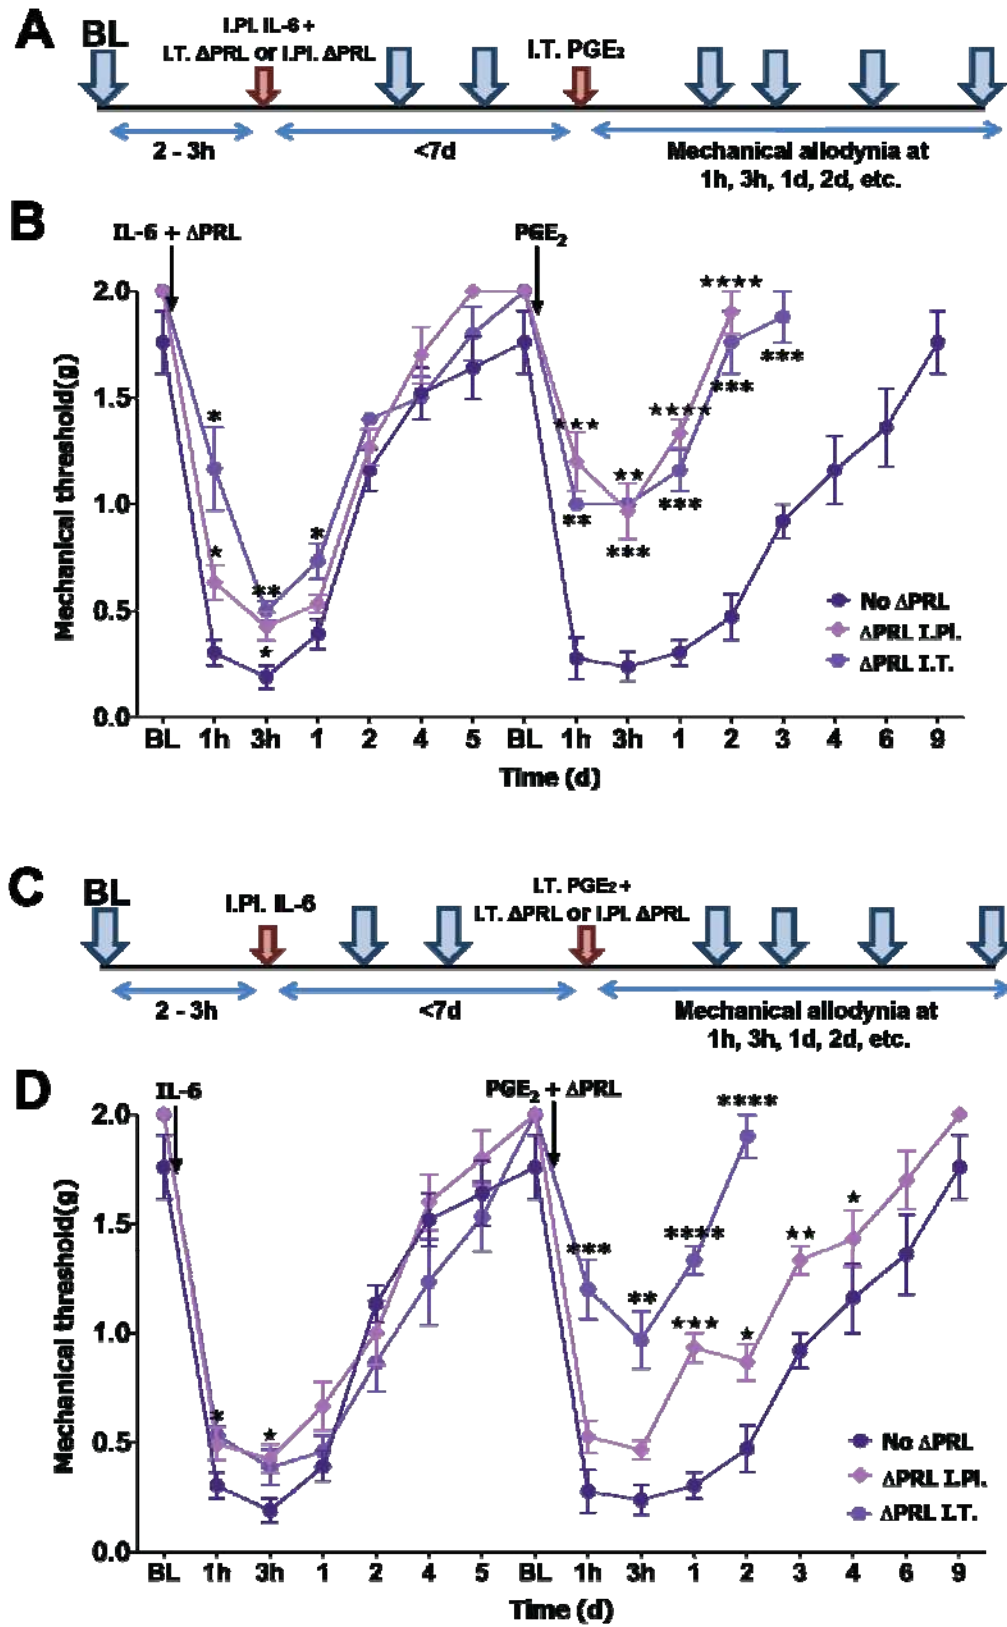 A
BL
I.Pl. IL-6 +
I.T. ΔPRL or I.Pl. ΔPRL
I.T. PGE₂
2 - 3h
<7d
Mechanical allodynia at
1h, 3h, 1d, 2d, etc.
B
IL-6 + ΔPRL
PGE₂
Mechanical threshold(g)
2.0
1.5
1.0
0.5
0.0
*
*
**
*
*
***
**
**
***
****
***
****
***
***
No ΔPRL
ΔPRL I.Pl.
ΔPRL I.T.
BL 1h 3h 1 2 4 5 BL 1h 3h 1 2 3 4 6 9
Time (d)
C
BL
I.Pl. IL-6
I.T. PGE₂ +
I.T. ΔPRL or I.Pl. ΔPRL
2 - 3h
<7d
Mechanical allodynia at
1h, 3h, 1d, 2d, etc.
D
IL-6
PGE₂ + ΔPRL
Mechanical threshold(g)
2.0
1.5
1.0
0.5
0.0
*
*
***
**
****
***
****
*
**
*
No ΔPRL
ΔPRL I.Pl.
ΔPRL I.T.
BL 1h 3h 1 2 4 5 BL 1h 3h 1 2 3 4 6 9
Time (d)